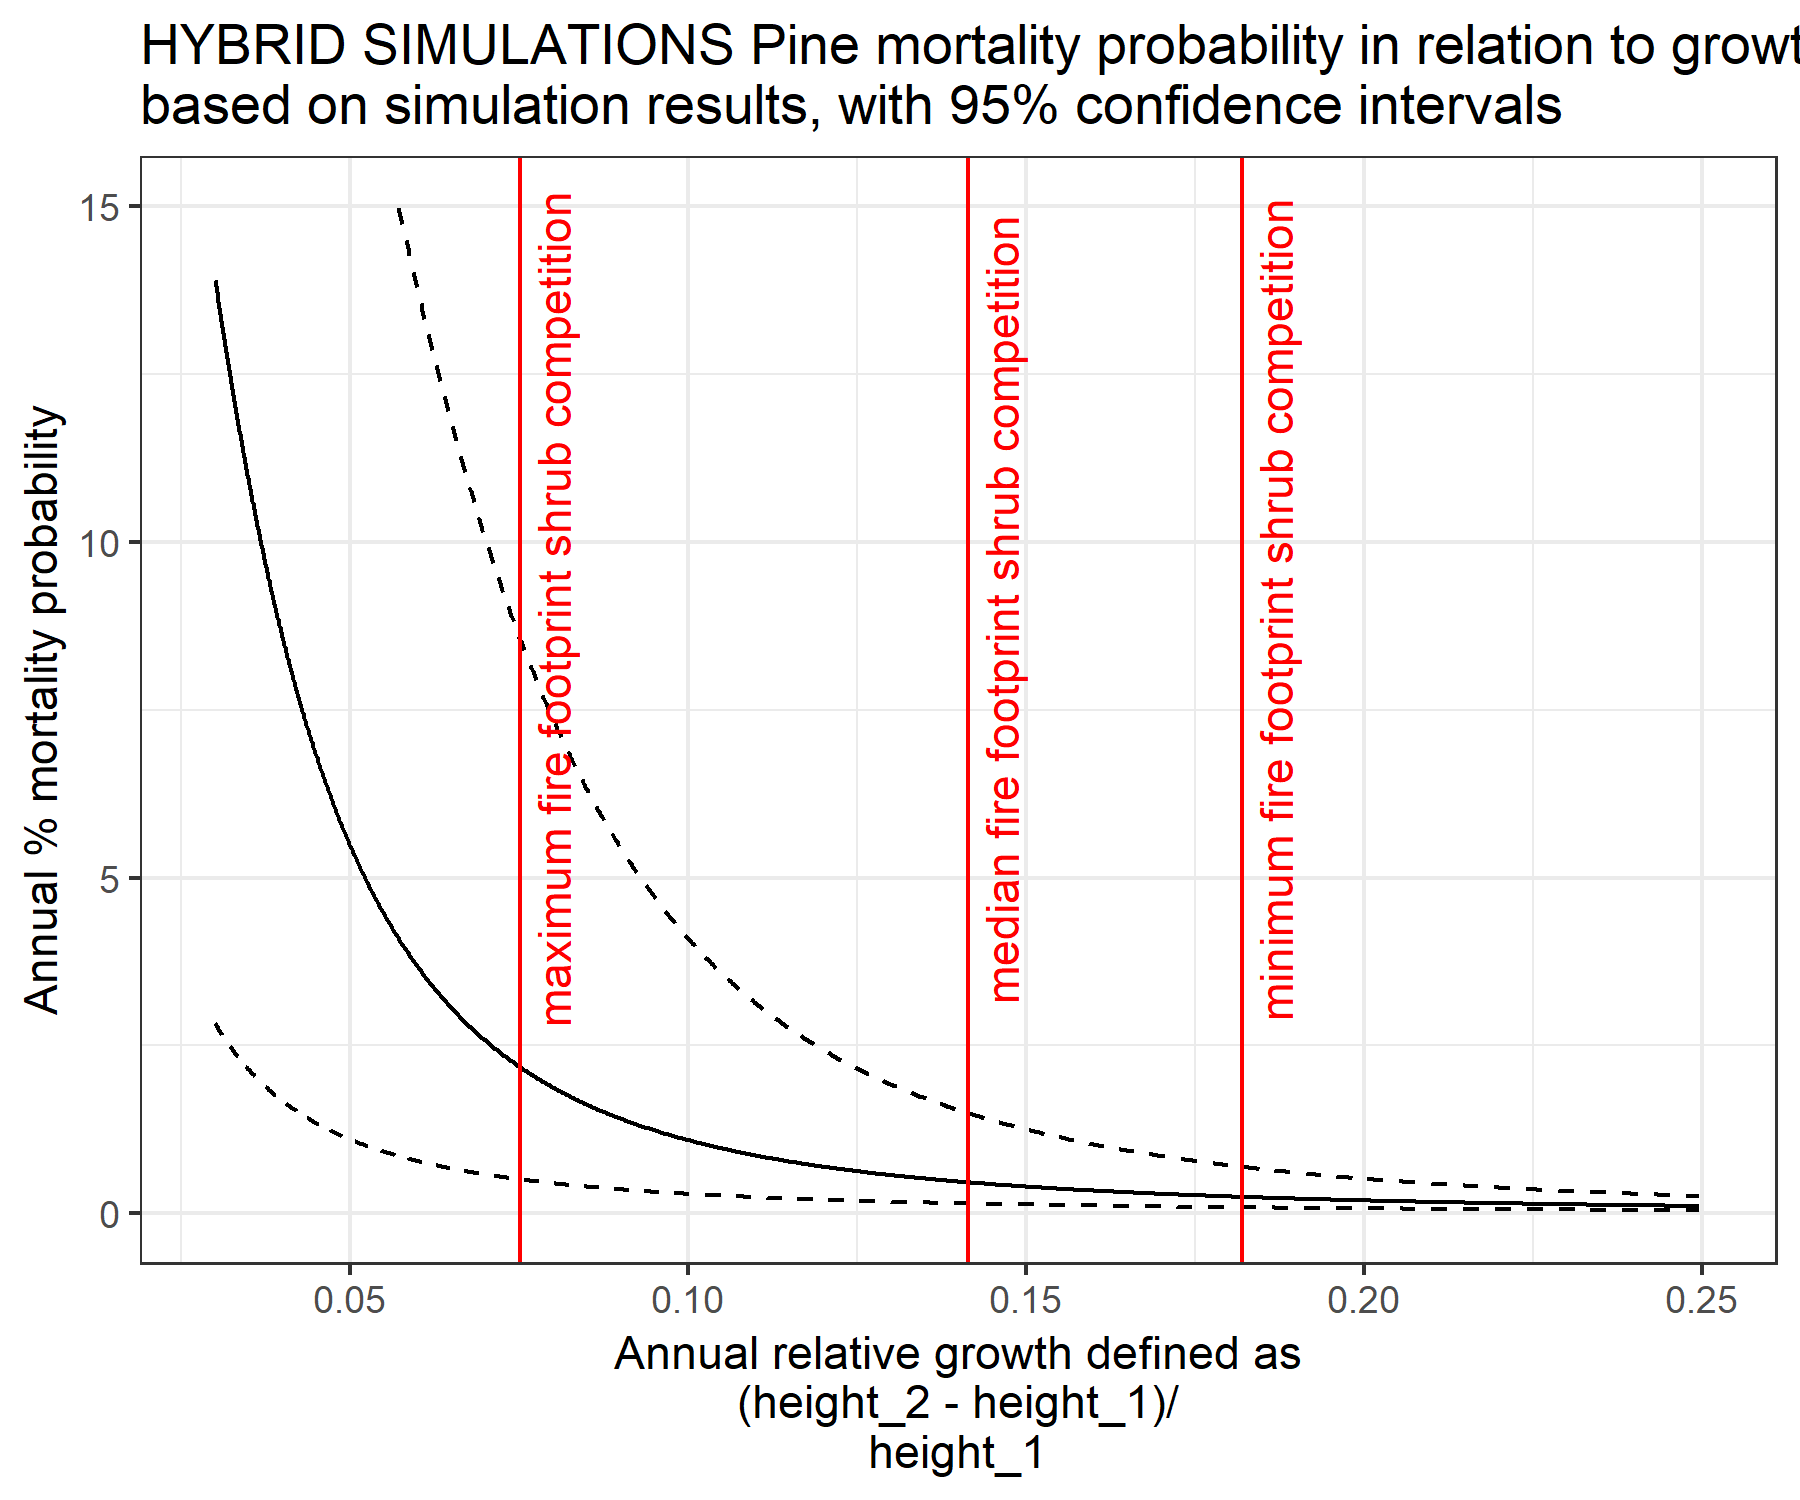 HYBRID SIMULATIONS Pine mortality probability in relation to growt
based on simulation results, with 95% confidence intervals
Annual % mortality probability
15
10
5
0
maximum fire footprint shrub competition
median fire footprint shrub competition
minimum fire footprint shrub competition
0.05
0.10
0.15
0.20
0.25
Annual relative growth defined as
(height_2 - height_1)/
height_1